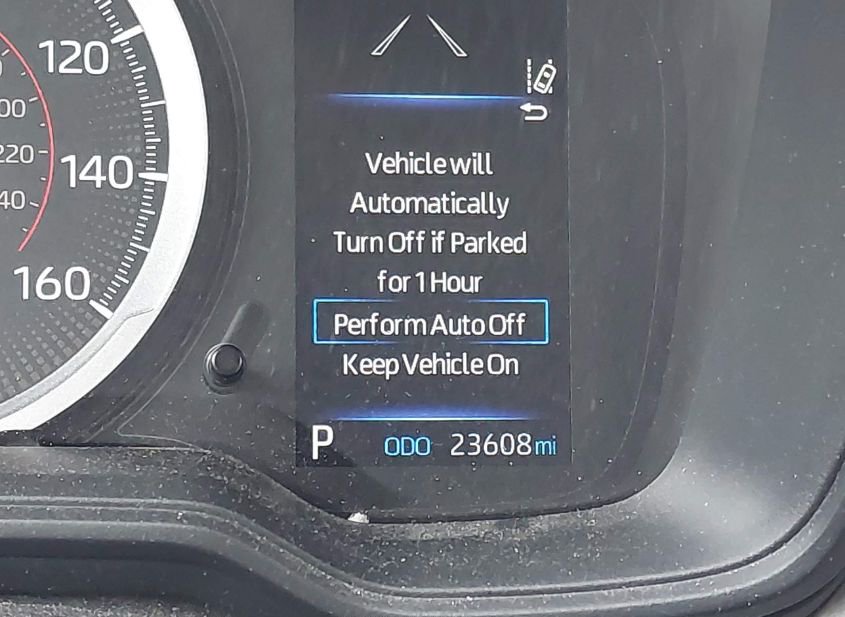 120
140
160
220
Vehicle will
Automatically
Turn Off if Parked
for 1 Hour
Perform Auto Off
Keep Vehicle On
P ODO 23608 mi